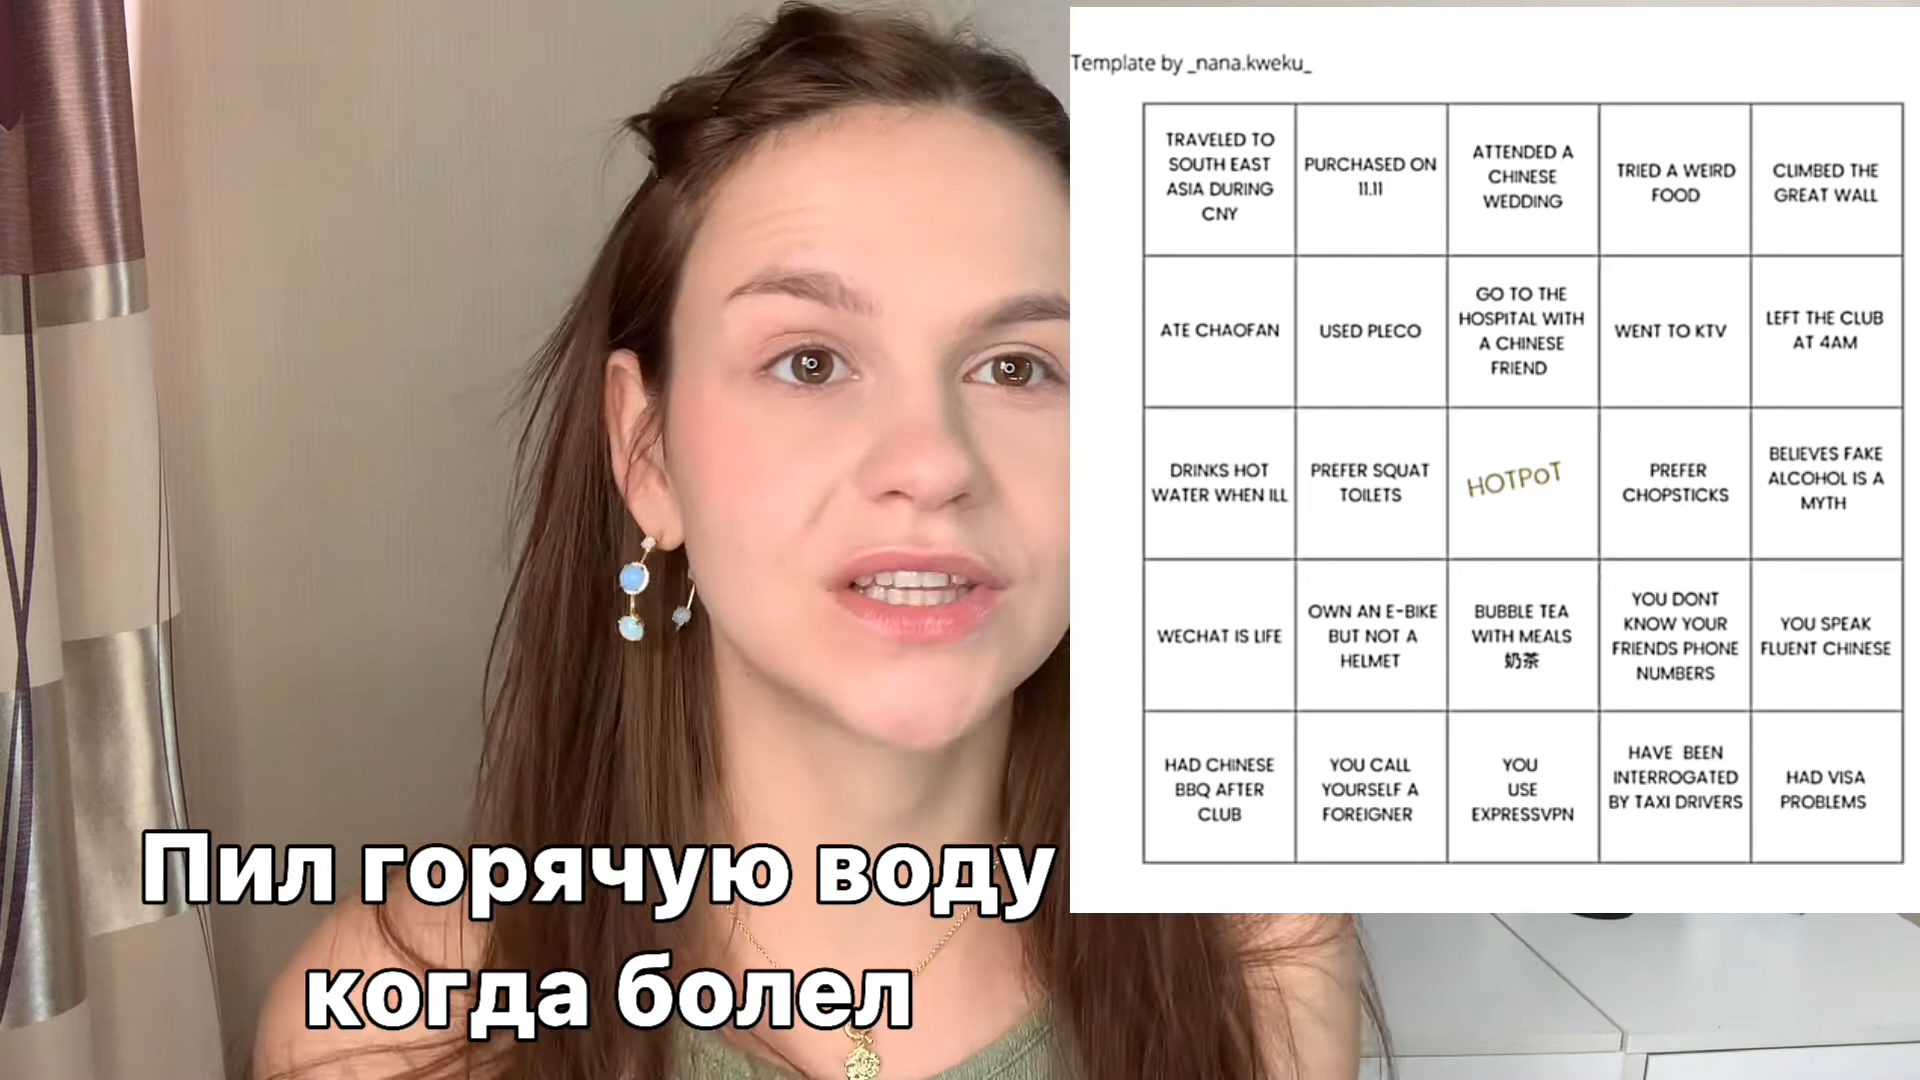 Template by _nana.kweku_
TRAVELED TO
SOUTH EAST
ASIA DURING
CNY
PURCHASED ON
11.11
ATTENDED A
CHINESE
WEDDING
TRIED A WEIRD
FOOD
CLIMBED THE
GREAT WALL
ATE CHAOFAN
USED PLECO
GO TO THE
HOSPITAL WITH
A CHINESE
FRIEND
WENT TO KTV
LEFT THE CLUB
AT 4AM
DRINKS HOT
WATER WHEN ILL
PREFER SQUAT
TOILETS
HOTPoT
PREFER
CHOPSTICKS
BELIEVES FAKE
ALCOHOL IS A
MYTH
WECHAT IS LIFE
OWN AN E-BIKE
BUT NOT A
HELMET
BUBBLE TEA
WITH MEALS
奶茶
YOU DONT
KNOW YOUR
FRIENDS PHONE
NUMBERS
YOU SPEAK
FLUENT CHINESE
HAD CHINESE
BBQ AFTER
CLUB
YOU CALL
YOURSELF A
FOREIGNER
YOU
USE
EXPRESSVPN
HAVE BEEN
INTERROGATED
BY TAXI DRIVERS
HAD VISA
PROBLEMS
Пил горячую воду
когда болел